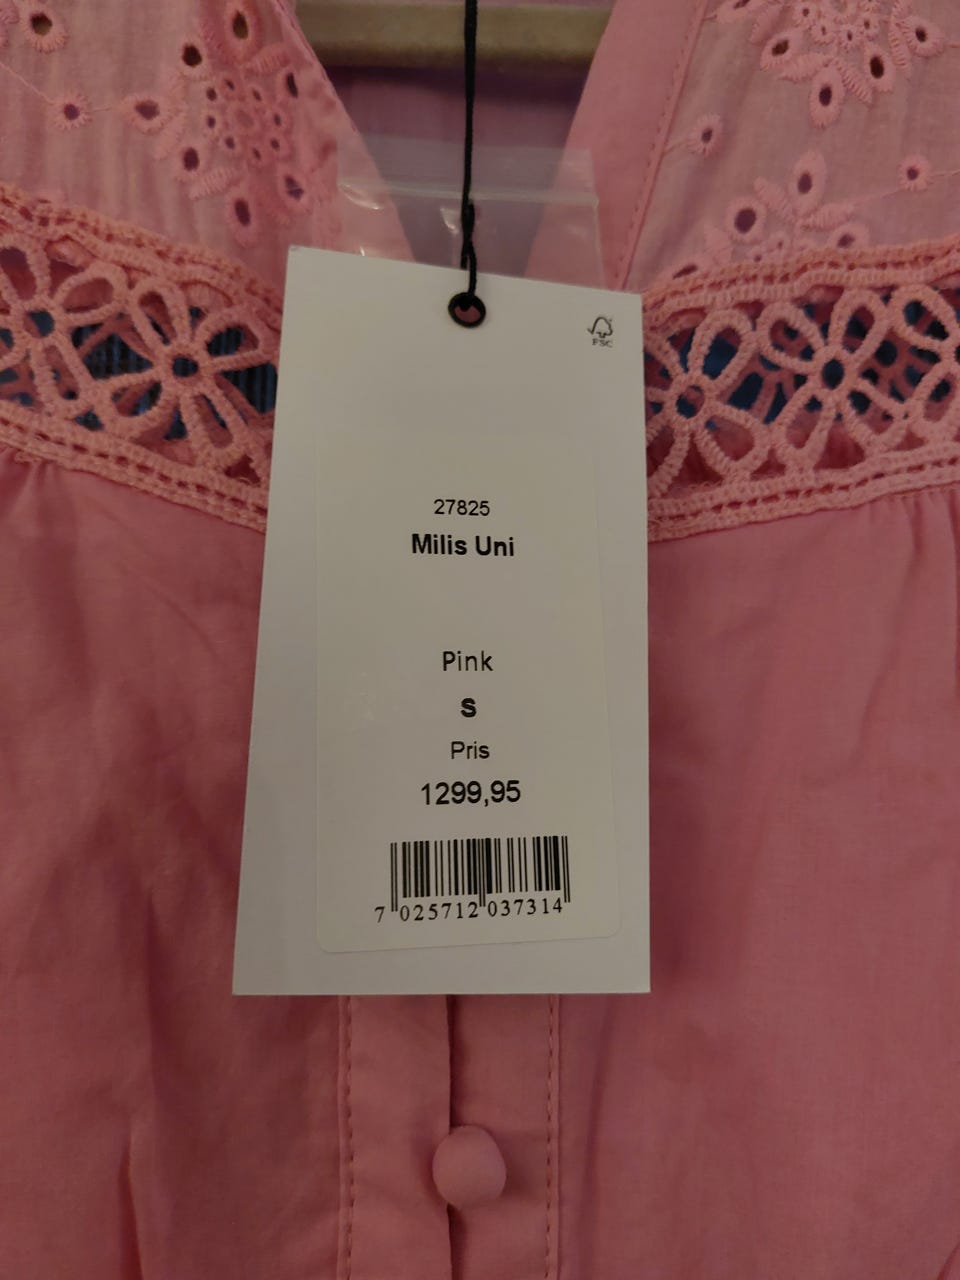 FSC
27825
Milis Uni
Pink
S
Pris
1299,95
7 025712 037314